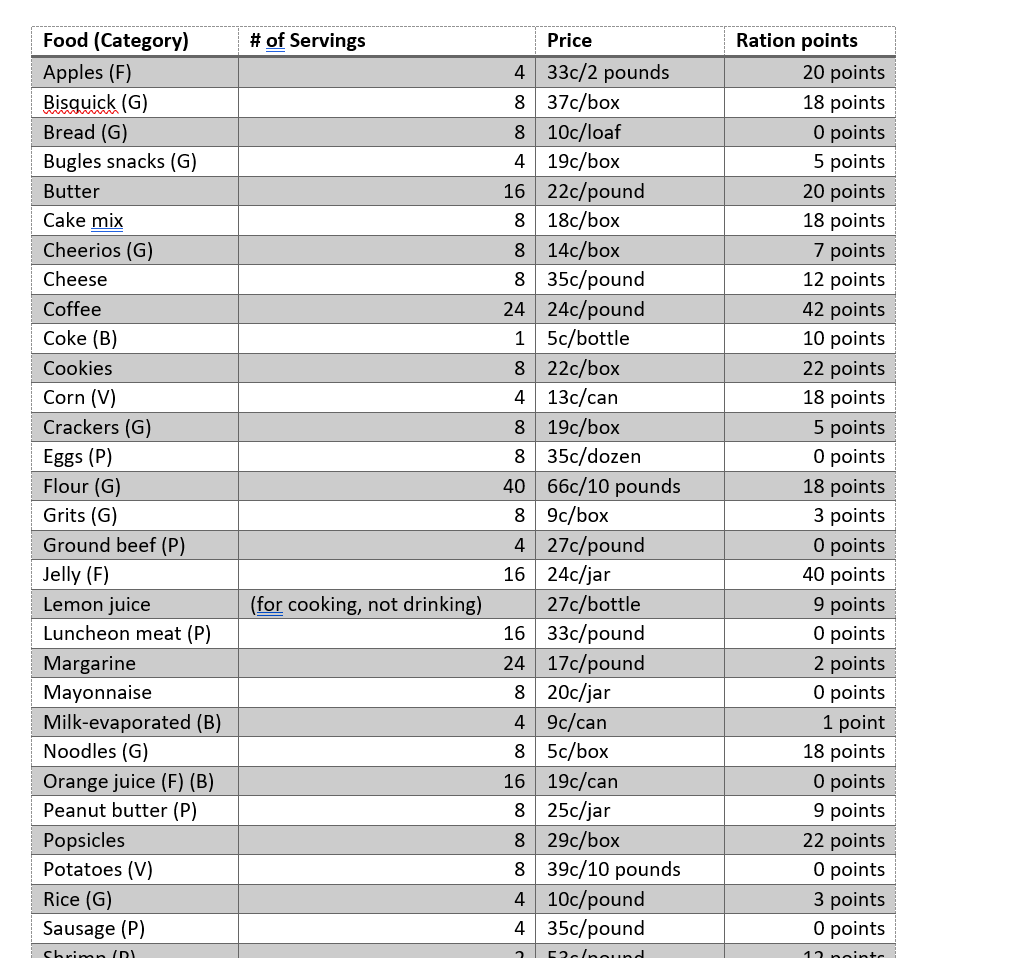 Food (Category) # of Servings Price Ration points
Apples (F) 4 33c/2 pounds 20 points
Bisquick (G) 8 37c/box 18 points
Bread (G) 8 10c/loaf 0 points
Bugles snacks (G) 4 19c/box 5 points
Butter 16 22c/pound 20 points
Cake mix 8 18c/box 18 points
Cheerios (G) 8 14c/box 7 points
Cheese 8 35c/pound 12 points
Coffee 24 24c/pound 42 points
Coke (B) 1 5c/bottle 10 points
Cookies 8 22c/box 22 points
Corn (V) 4 13c/can 18 points
Crackers (G) 8 19c/box 5 points
Eggs (P) 8 35c/dozen 0 points
Flour (G) 40 66c/10 pounds 18 points
Grits (G) 8 9c/box 3 points
Ground beef (P) 4 27c/pound 0 points
Jelly (F) 16 24c/jar 40 points
Lemon juice (for cooking, not drinking) 27c/bottle 9 points
Luncheon meat (P) 16 33c/pound 0 points
Margarine 24 17c/pound 2 points
Mayonnaise 8 20c/jar 0 points
Milk-evaporated (B) 4 9c/can 1 point
Noodles (G) 8 5c/box 18 points
Orange juice (F) (B) 16 19c/can 0 points
Peanut butter (P) 8 25c/jar 9 points
Popsicles 8 29c/box 22 points
Potatoes (V) 8 39c/10 pounds 0 points
Rice (G) 4 10c/pound 3 points
Sausage (P) 4 35c/pound 0 points
Shrimp (P) 2 53c/pound 12 points